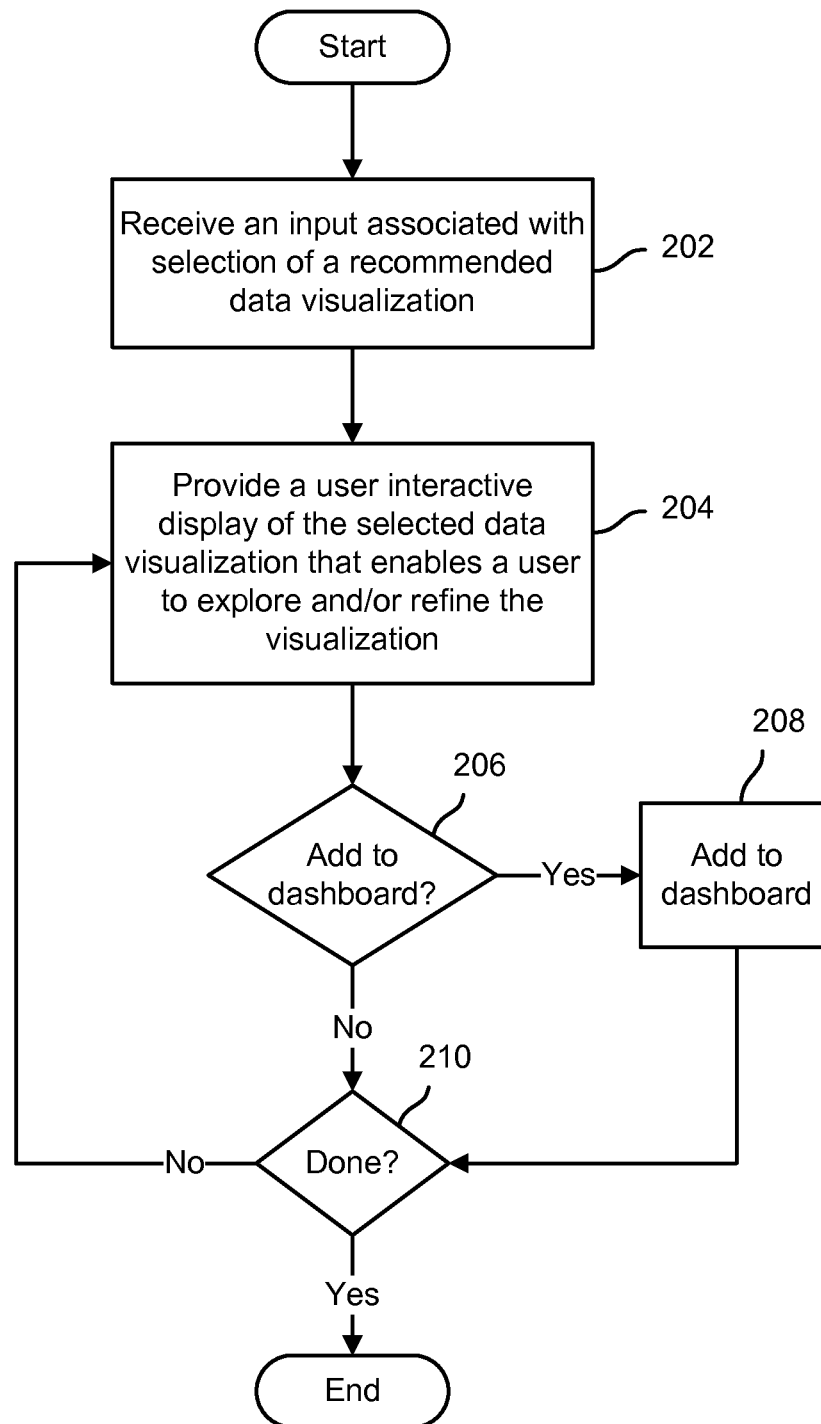 Start
Receive an input associated with
selection of a recommended
data visualization
202
Provide a user interactive
display of the selected data
visualization that enables a user
to explore and/or refine the
visualization
204
206
208
Add to
dashboard?
Yes
Add to
dashboard
No
210
Done?
No
Yes
End